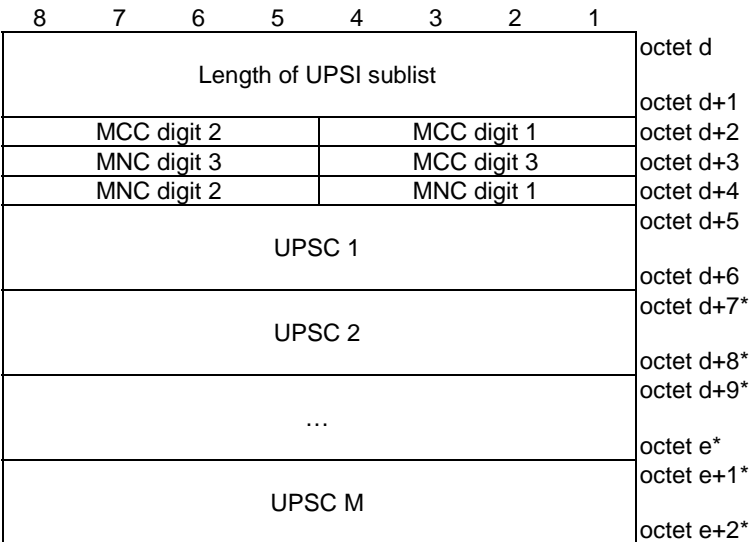 8 7 6 5 4 3 2 1
octet d
Length of UPSI sublist
octet d+1
MCC digit 2 MCC digit 1 octet d+2
MNC digit 3 MCC digit 3 octet d+3
MNC digit 2 MNC digit 1 octet d+4
octet d+5
UPSC 1
octet d+6
octet d+7*
UPSC 2
octet d+8*
octet d+9*
…
octet e*
octet e+1*
UPSC M
octet e+2*